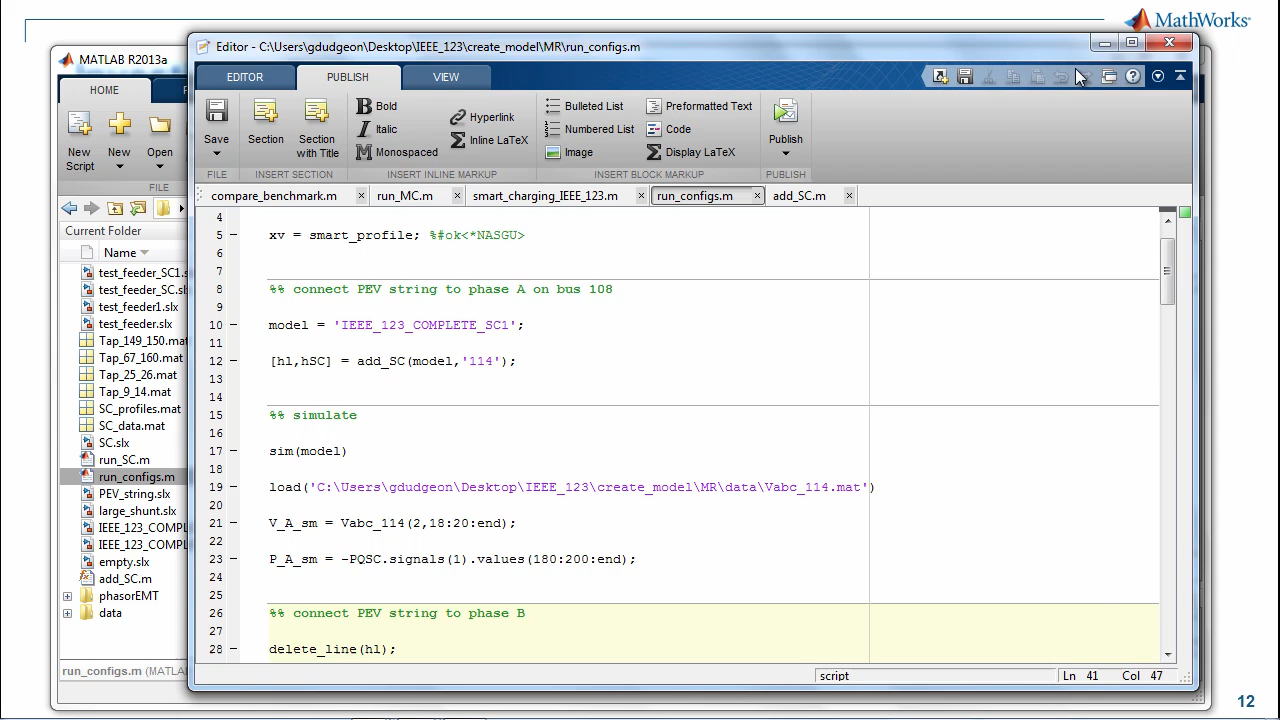 MathWorks®
Editor - C:\Users\gdudgeon\Desktop\IEEE_123\create_model\MR\run_configs.m
MATLAB R2013a
HOME
EDITOR
PUBLISH
VIEW
New Script
New
Open
FILE
Save
Section
Section with Title
Bold
Italic
Monospaced
Hyperlink
Inline LaTeX
Bulleted List
Numbered List
Image
Preformatted Text
Code
Display LaTeX
Publish
FILE
INSERT SECTION
INSERT INLINE MARKUP
INSERT BLOCK MARKUP
PUBLISH
compare_benchmark.m
run_MC.m
smart_charging_IEEE_123.m
run_configs.m
add_SC.m
Current Folder
Name
test_feeder_SC1.s
test_feeder_SC.slx
test_feeder1.slx
test_feeder.slx
Tap_149_150.mat
Tap_67_160.mat
Tap_25_26.mat
Tap_9_14.mat
SC_profiles.mat
SC_data.mat
SC.slx
run_SC.m
run_configs.m
PEV_string.slx
large_shunt.slx
IEEE_123_COMPL
IEEE_123_COMPL
empty.slx
add_SC.m
phasorEMT
data
run_configs.m (MATLA
4
5 – xv = smart_profile; %#ok<*NASGU>
6
7
8 %% connect PEV string to phase A on bus 108
9
10 – model = 'IEEE_123_COMPLETE_SC1';
11
12 – [hl,hSC] = add_SC(model,'114');
13
14
15 %% simulate
16
17 – sim(model)
18
19 – load('C:\Users\gdudgeon\Desktop\IEEE_123\create_model\MR\data\Vabc_114.mat')
20
21 – V_A_sm = Vabc_114(2,18:20:end);
22
23 – P_A_sm = -PQSC.signals(1).values(180:200:end);
24
25
26 %% connect PEV string to phase B
27
28 – delete_line(hl);
script
Ln 41 Col 47
12